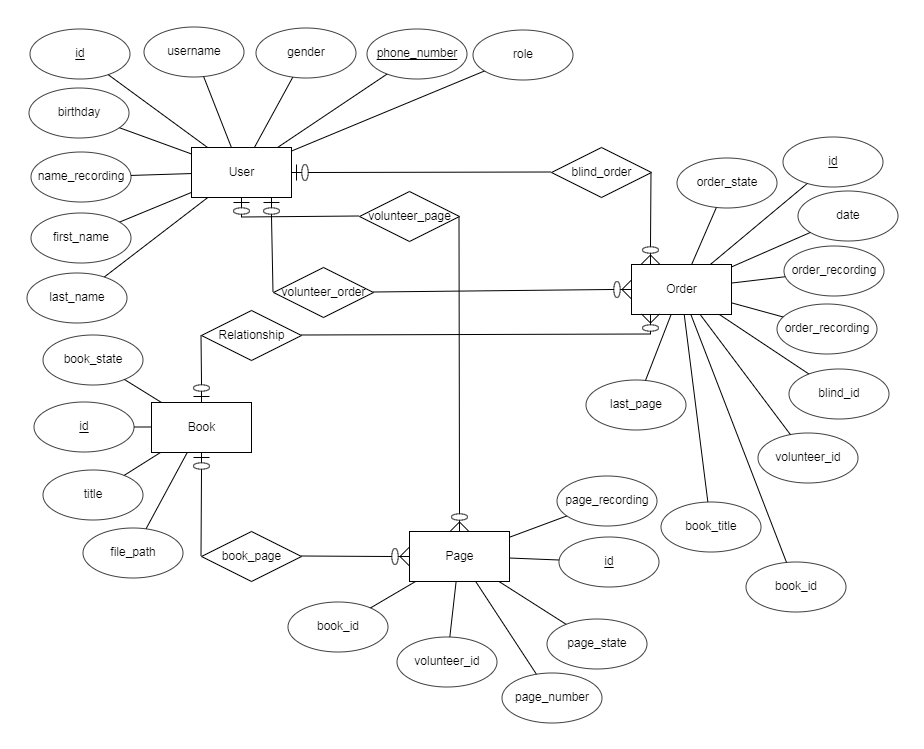 id
username
gender
phone_number
role
birthday
name_recording
first_name
last_name
User
blind_order
volunteer_page
volunteer_order
Relationship
order_state
id
date
order_recording
order_recording
Order
blind_id
last_page
volunteer_id
book_title
book_id
book_state
id
title
file_path
Book
book_page
Page
page_recording
id
book_id
volunteer_id
page_number
page_state